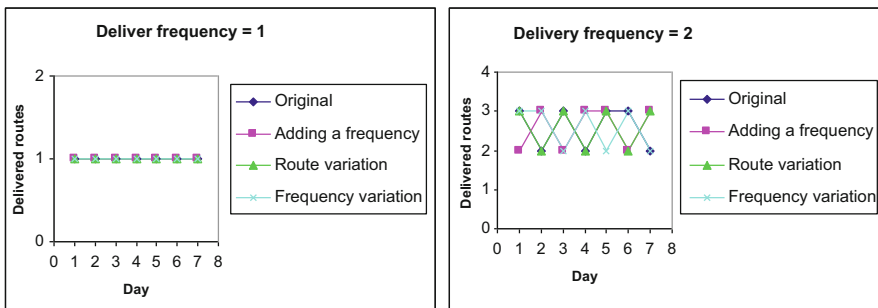 Deliver frequency = 1
2
1
0
0 1 2 3 4 5 6 7 8
Delivered routes
Day
Original
Adding a frequency
Route variation
Frequency variation
Delivery frequency = 2
4
3
2
1
0
0 1 2 3 4 5 6 7 8
Delivered routes
Day
Original
Adding a frequency
Route variation
Frequency variation